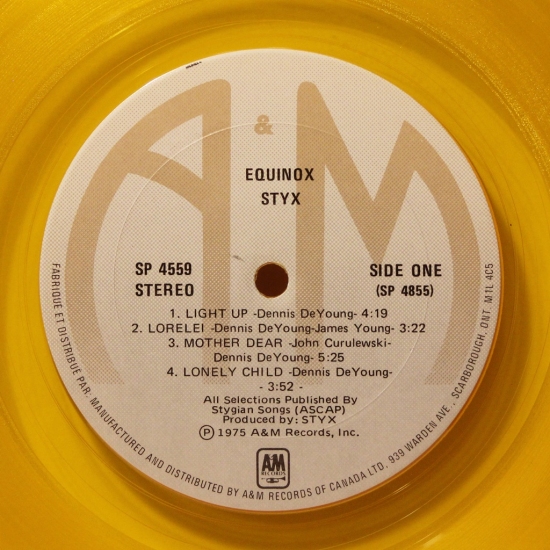 A & M
EQUINOX
STYX
SP 4559
STEREO
SIDE ONE
(SP 4855)
1. LIGHT UP -Dennis DeYoung- 4:19
2. LORELEI -Dennis DeYoung-James Young- 3:22
3. MOTHER DEAR -John Curulewski-
Dennis DeYoung- 5:25
4. LONELY CHILD -Dennis DeYoung-
- 3:52 -
All Selections Published By
Stygian Songs (ASCAP)
Produced by: STYX
Ⓟ 1975 A&M Records, Inc.
A&M
RECORDS
FABRIQUÉ ET DISTRIBUÉ PAR. MANUFACTURED AND DISTRIBUTED BY A&M RECORDS OF CANADA LTD. 939 WARDEN AVE., SCARBOROUGH, ONT. M1L 4C5